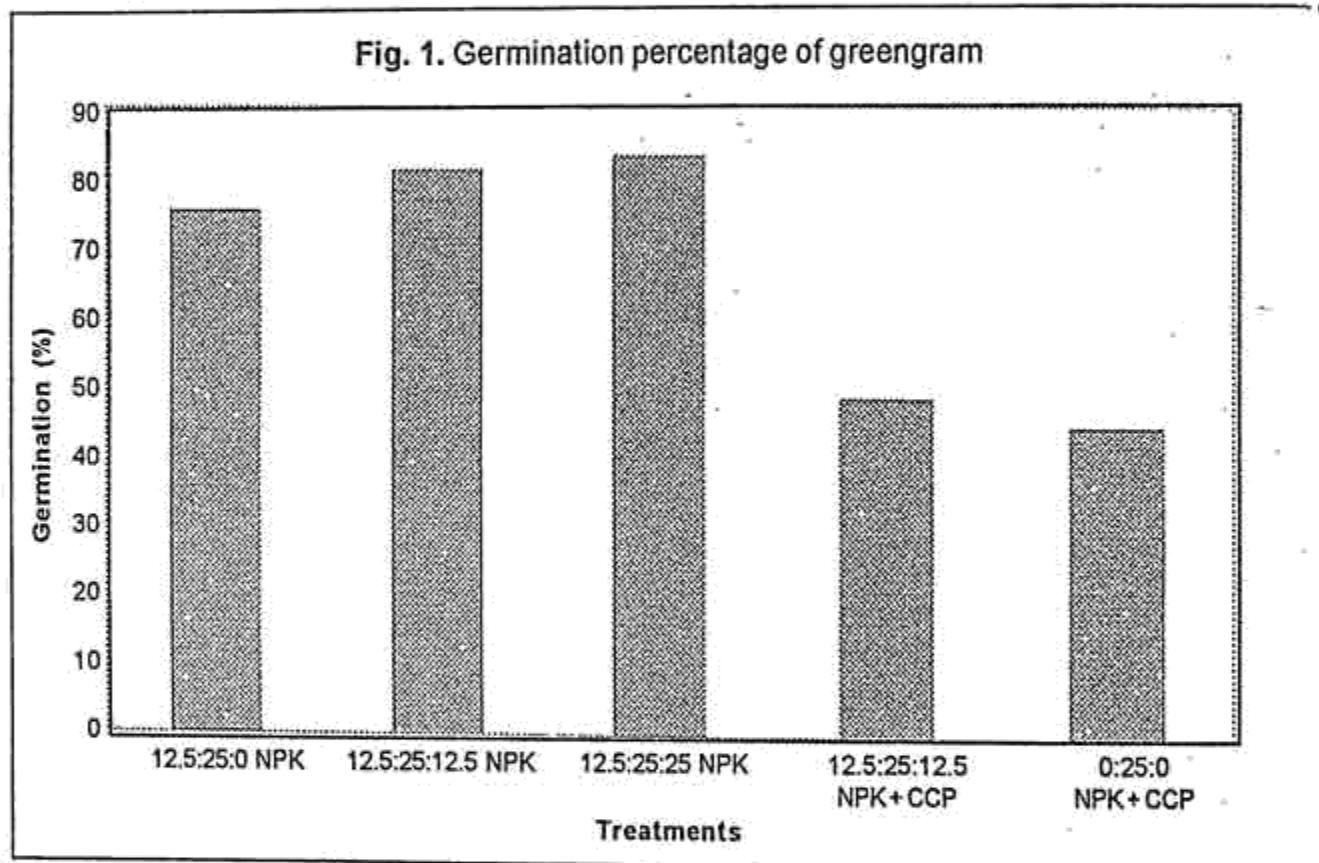 Fig. 1. Germination percentage of greengram
90
80
70
60
50
40
30
20
10
0
Germination (%)
12.5:25:0 NPK
12.5:25:12.5 NPK
12.5:25:25 NPK
12.5:25:12.5
NPK+CCP
0:25:0
NPK+CCP
Treatments